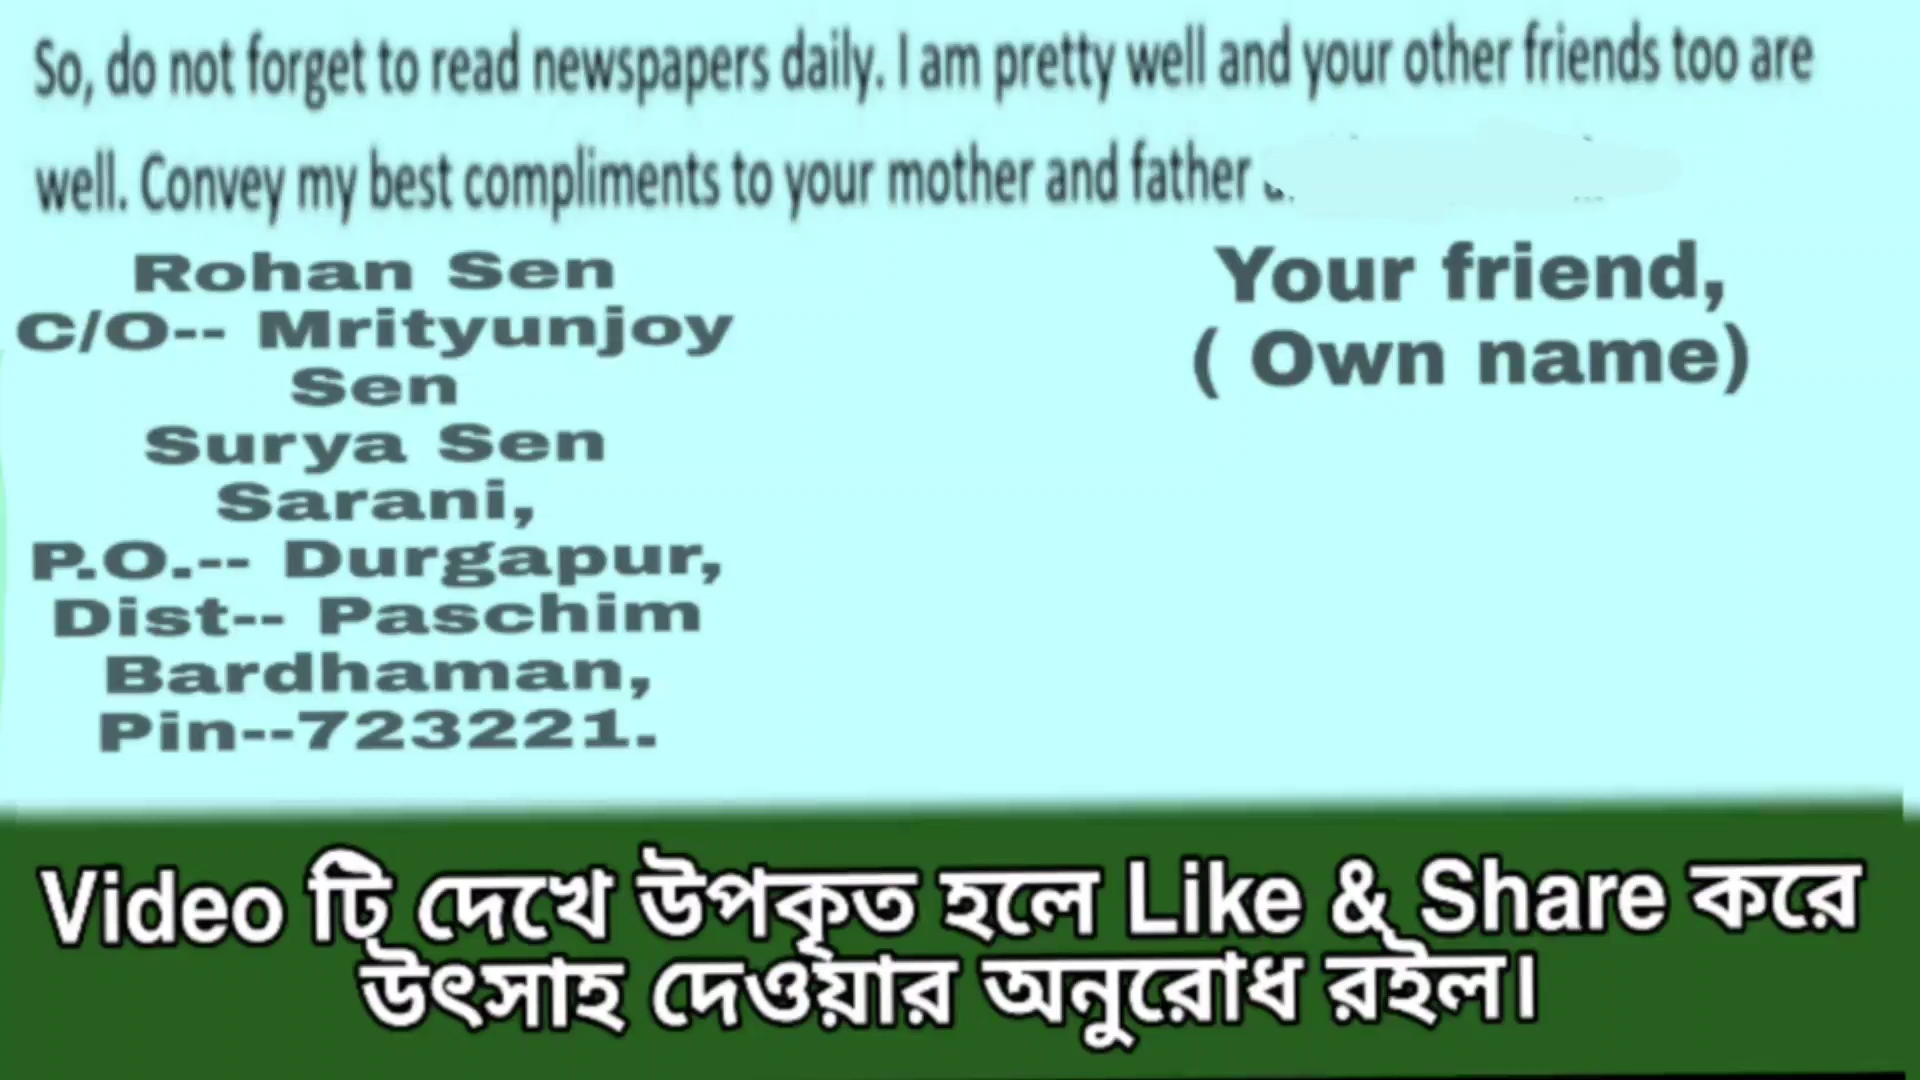 So, do not forget to read newspapers daily. I am pretty well and your other friends too are
well. Convey my best compliments to your mother and father
Rohan Sen
C/O-- Mrityunjoy
Sen
Surya Sen
Sarani,
P.O.-- Durgapur,
Dist-- Paschim
Bardhaman,
Pin--723221.
Your friend,
( Own name)
Video টি দেখে উপকৃত হলে Like & Share করে
উৎসাহ দেওয়ার অনুরোধ রইল।